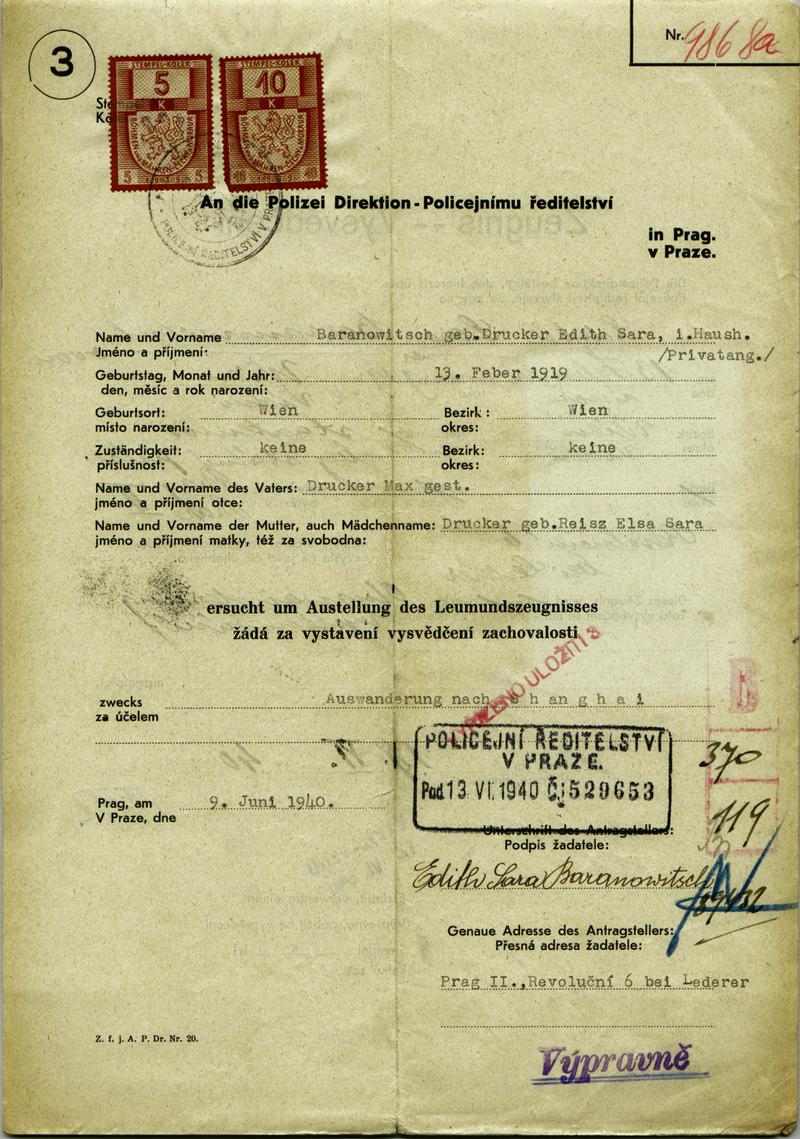 3
Nr. 986 8a
STEMPEL-KOLEK
5
K
STEMPEL-KOLEK
10
K
BÖHMEN UND MÄHREN
An die Polizei Direktion - Policejnímu ředitelství
in Prag.
v Praze.
Name und Vorname Baranowitsch geb.Drucker Edith Sara, i.Haush.
Jméno a příjmení: /Privatang./
Geburtstag, Monat und Jahr: 13. Feber 1919
den, měsíc a rok narození:
Geburtsort: Wien Bezirk: Wien
místo narození: okres:
Zuständigkeit: keine Bezirk: keine
příslušnost: okres:
Name und Vorname des Vaters: Drucker Max gest.
jméno a příjmení otce:
Name und Vorname der Mutter, auch Mädchenname: Drucker geb.Reisz Elsa Sara
jméno a příjmení matky, též za svobodna:
ersucht um Austellung des Leumundszeugnisses
žádá za vystavení vysvědčení zachovalosti
zwecks Auswanderung nach S h a n g h a i
za účelem
POLICEJNÍ ŘEDITELSTVÍ
V PRAZE.
Pod 13 VI. 1940 Č.j. 529653
370
119
Prag, am 9. Juni 1940.
V Praze, dne
Unterschrift des Antragstellers:
Podpis žadatele:
Edith Sara Baranowitsch
Genaue Adresse des Antragstellers:
Přesná adresa žadatele:
Prag II.,Revoluční 6 bei Lederer
Z. f. j. A. P. Dr. Nr. 20.
Výpravně